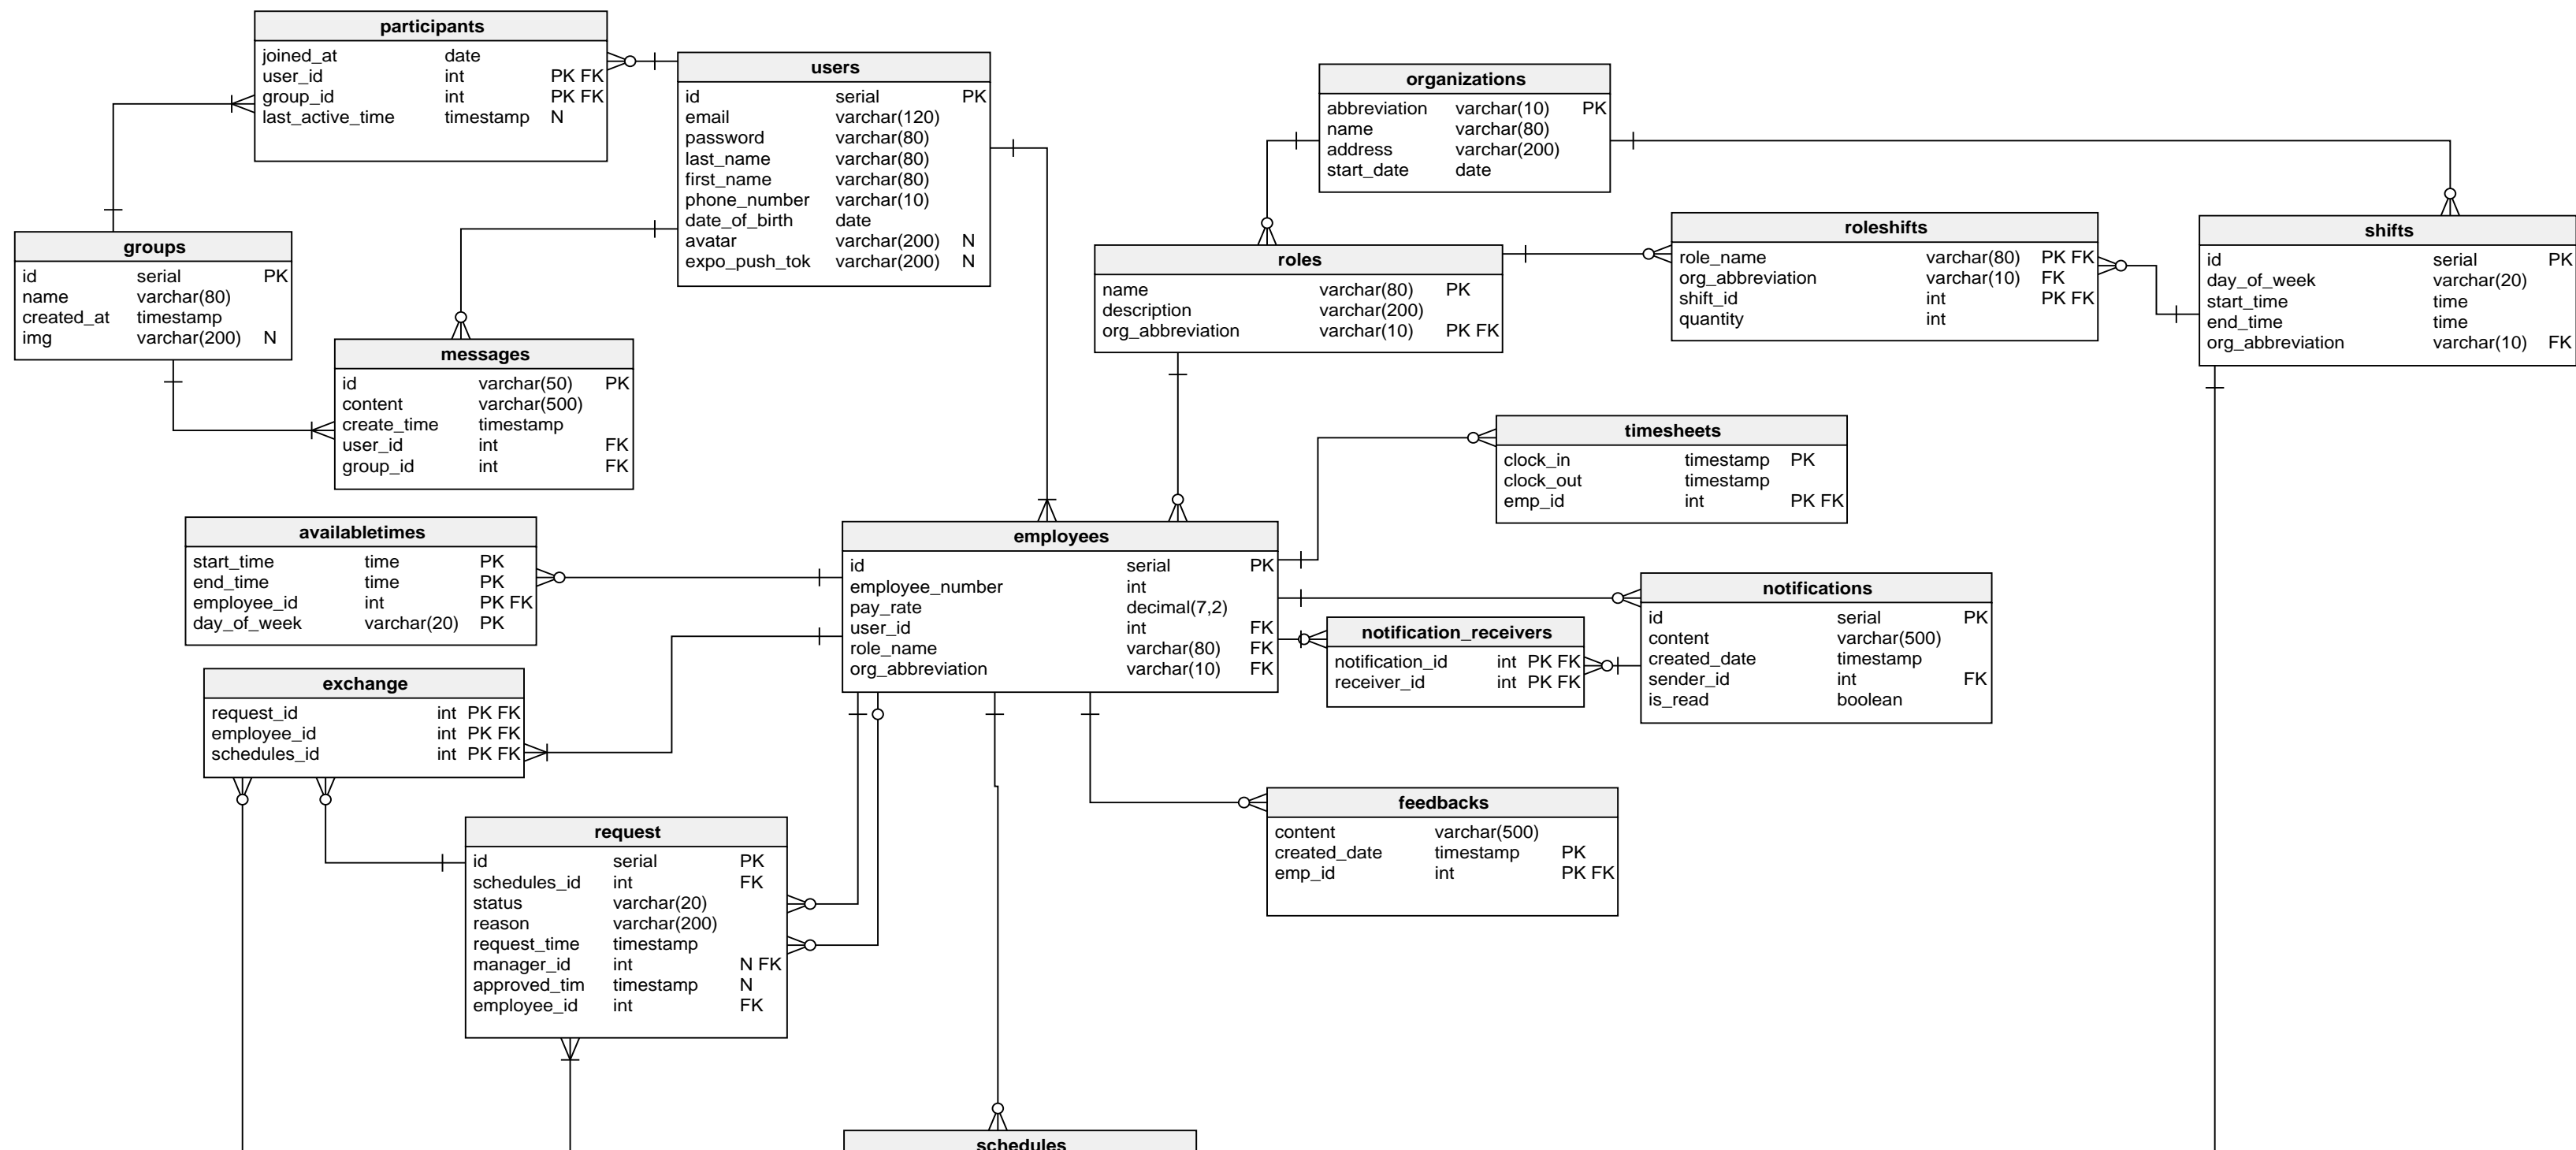 participants
joined_at date
user_id int PK FK
group_id int PK FK
last_active_time timestamp N
users
id serial PK
email varchar(120)
password varchar(80)
last_name varchar(80)
first_name varchar(80)
phone_number varchar(10)
date_of_birth date
avatar varchar(200) N
expo_push_tok varchar(200) N
organizations
abbreviation varchar(10) PK
name varchar(80)
address varchar(200)
start_date date
groups
id serial PK
name varchar(80)
created_at timestamp
img varchar(200) N
roles
name varchar(80) PK
description varchar(200)
org_abbreviation varchar(10) PK FK
roleshifts
role_name varchar(80) PK FK
org_abbreviation varchar(10) FK
shift_id int PK FK
quantity int
shifts
id serial PK
day_of_week varchar(20)
start_time time
end_time time
org_abbreviation varchar(10) FK
messages
id varchar(50) PK
content varchar(500)
create_time timestamp
user_id int FK
group_id int FK
timesheets
clock_in timestamp PK
clock_out timestamp
emp_id int PK FK
availabletimes
start_time time PK
end_time time PK
employee_id int PK FK
day_of_week varchar(20) PK
employees
id serial PK
employee_number int
pay_rate decimal(7,2)
user_id int FK
role_name varchar(80) FK
org_abbreviation varchar(10) FK
notifications
id serial PK
content varchar(500)
created_date timestamp
sender_id int FK
is_read boolean
notification_receivers
notification_id int PK FK
receiver_id int PK FK
exchange
request_id int PK FK
employee_id int PK FK
schedules_id int PK FK
feedbacks
content varchar(500)
created_date timestamp PK
emp_id int PK FK
request
id serial PK
schedules_id int FK
status varchar(20)
reason varchar(200)
request_time timestamp
manager_id int N FK
approved_tim timestamp N
employee_id int FK
schedules